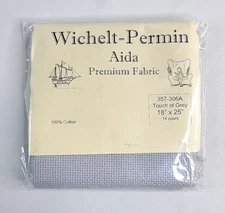 Wichelt-Permin
Aida
Premium Fabric
357-306A
Touch of Grey
18" x 25"
14 count
100% Cotton